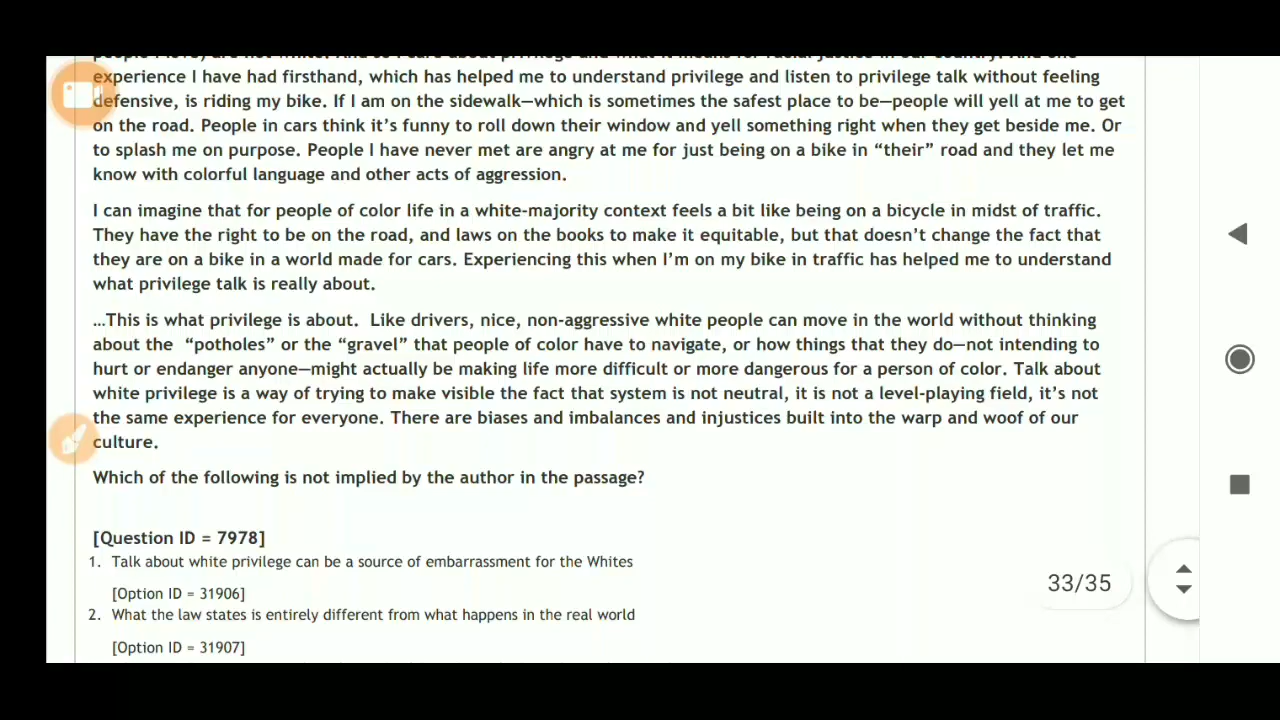 experience I have had firsthand, which has helped me to understand privilege and listen to privilege talk without feeling
defensive, is riding my bike. If I am on the sidewalk—which is sometimes the safest place to be—people will yell at me to get
on the road. People in cars think it’s funny to roll down their window and yell something right when they get beside me. Or
to splash me on purpose. People I have never met are angry at me for just being on a bike in “their” road and they let me
know with colorful language and other acts of aggression.
I can imagine that for people of color life in a white-majority context feels a bit like being on a bicycle in midst of traffic.
They have the right to be on the road, and laws on the books to make it equitable, but that doesn’t change the fact that
they are on a bike in a world made for cars. Experiencing this when I’m on my bike in traffic has helped me to understand
what privilege talk is really about.
…This is what privilege is about. Like drivers, nice, non-aggressive white people can move in the world without thinking
about the “potholes” or the “gravel” that people of color have to navigate, or how things that they do—not intending to
hurt or endanger anyone—might actually be making life more difficult or more dangerous for a person of color. Talk about
white privilege is a way of trying to make visible the fact that system is not neutral, it is not a level-playing field, it’s not
the same experience for everyone. There are biases and imbalances and injustices built into the warp and woof of our
culture.
Which of the following is not implied by the author in the passage?
[Question ID = 7978]
1. Talk about white privilege can be a source of embarrassment for the Whites
[Option ID = 31906]
33/35
2. What the law states is entirely different from what happens in the real world
[Option ID = 31907]